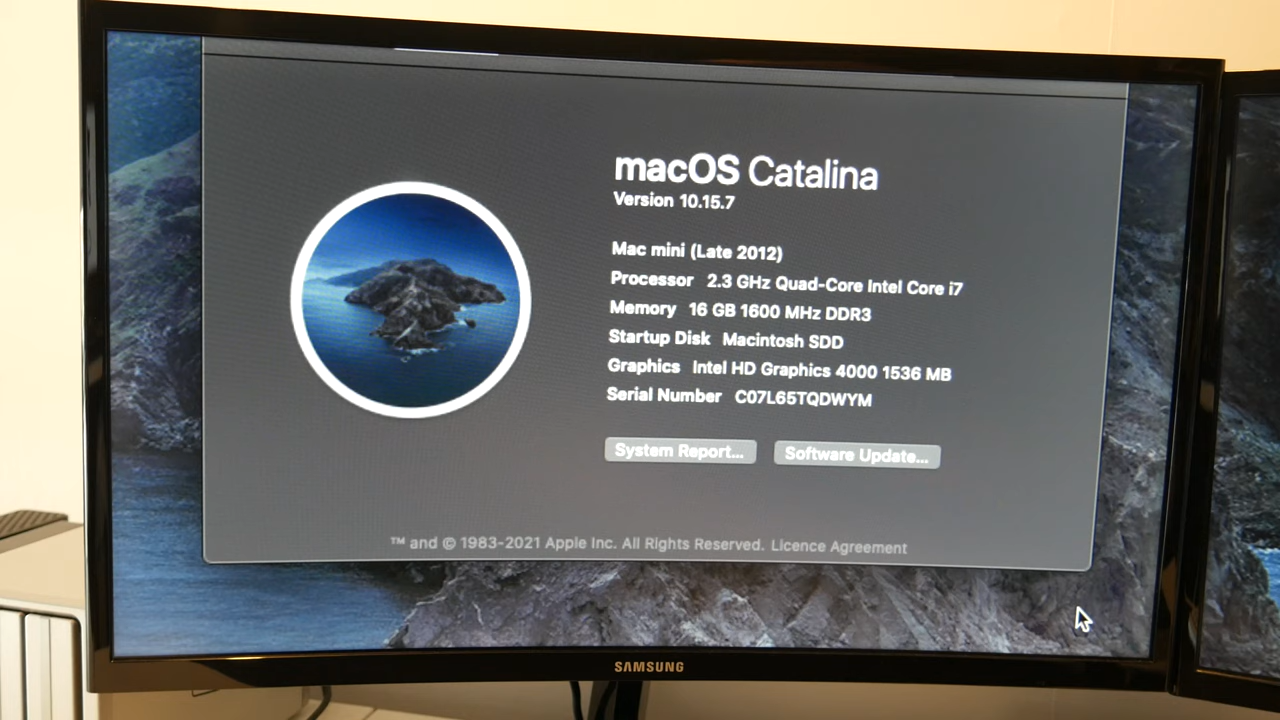 macOS Catalina
Version 10.15.7
Mac mini (Late 2012)
Processor 2.3 GHz Quad-Core Intel Core i7
Memory 16 GB 1600 MHz DDR3
Startup Disk Macintosh SDD
Graphics Intel HD Graphics 4000 1536 MB
Serial Number C07L65TQDWYM
System Report... Software Update...
™ and © 1983-2021 Apple Inc. All Rights Reserved. Licence Agreement
SAMSUNG